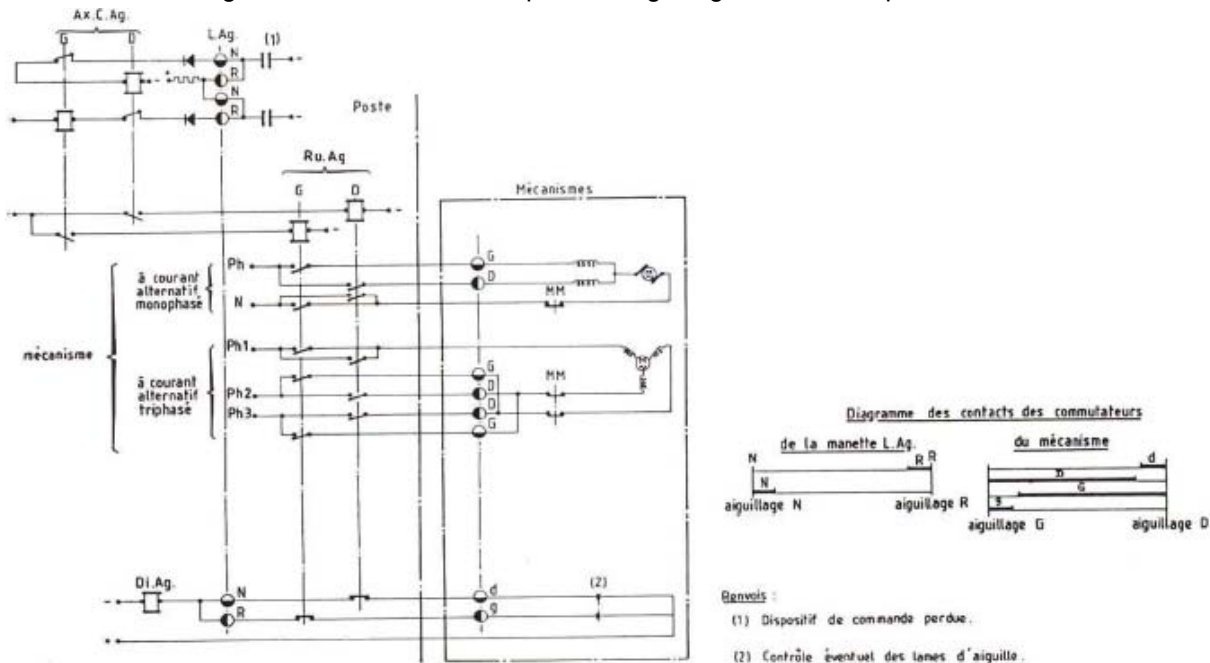 Ax.C.Ag.
G D
L.Ag.
(1)
N
R
N
R
Poste
Ru.Ag
G D
Mécanismes
mécanisme
à courant
alternatif
monophasé
Ph
N
G
D
MM
à courant
alternatif
triphasé
Ph1
Ph2
Ph3
G
D
D
G
MM
Di.Ag.
N
R
d
g
(2)
Diagramme des contacts des commutateurs
de la manette L.Ag.
N R R
N
aiguillage N aiguillage R
du mécanisme
d
D
G
g
aiguillage G aiguillage D
Renvois :
(1) Dispositif de commande perdue.
(2) Contrôle éventuel des lames d'aiguille.